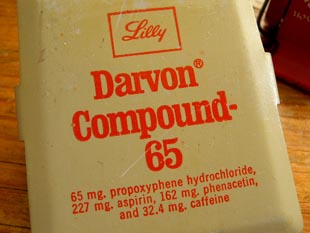 Lilly
Darvon®
Compound-
65
65 mg. propoxyphene hydrochloride,
227 mg. aspirin, 162 mg. phenacetin,
and 32.4 mg. caffeine